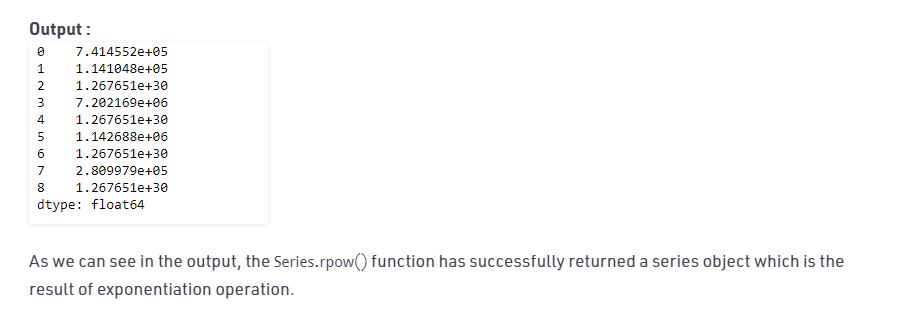 Output :
0    7.414552e+05
1    1.141048e+05
2    1.267651e+30
3    7.202169e+06
4    1.267651e+30
5    1.142688e+06
6    1.267651e+30
7    2.809979e+05
8    1.267651e+30
dtype: float64
As we can see in the output, the Series.rpow() function has successfully returned a series object which is the
result of exponentiation operation.